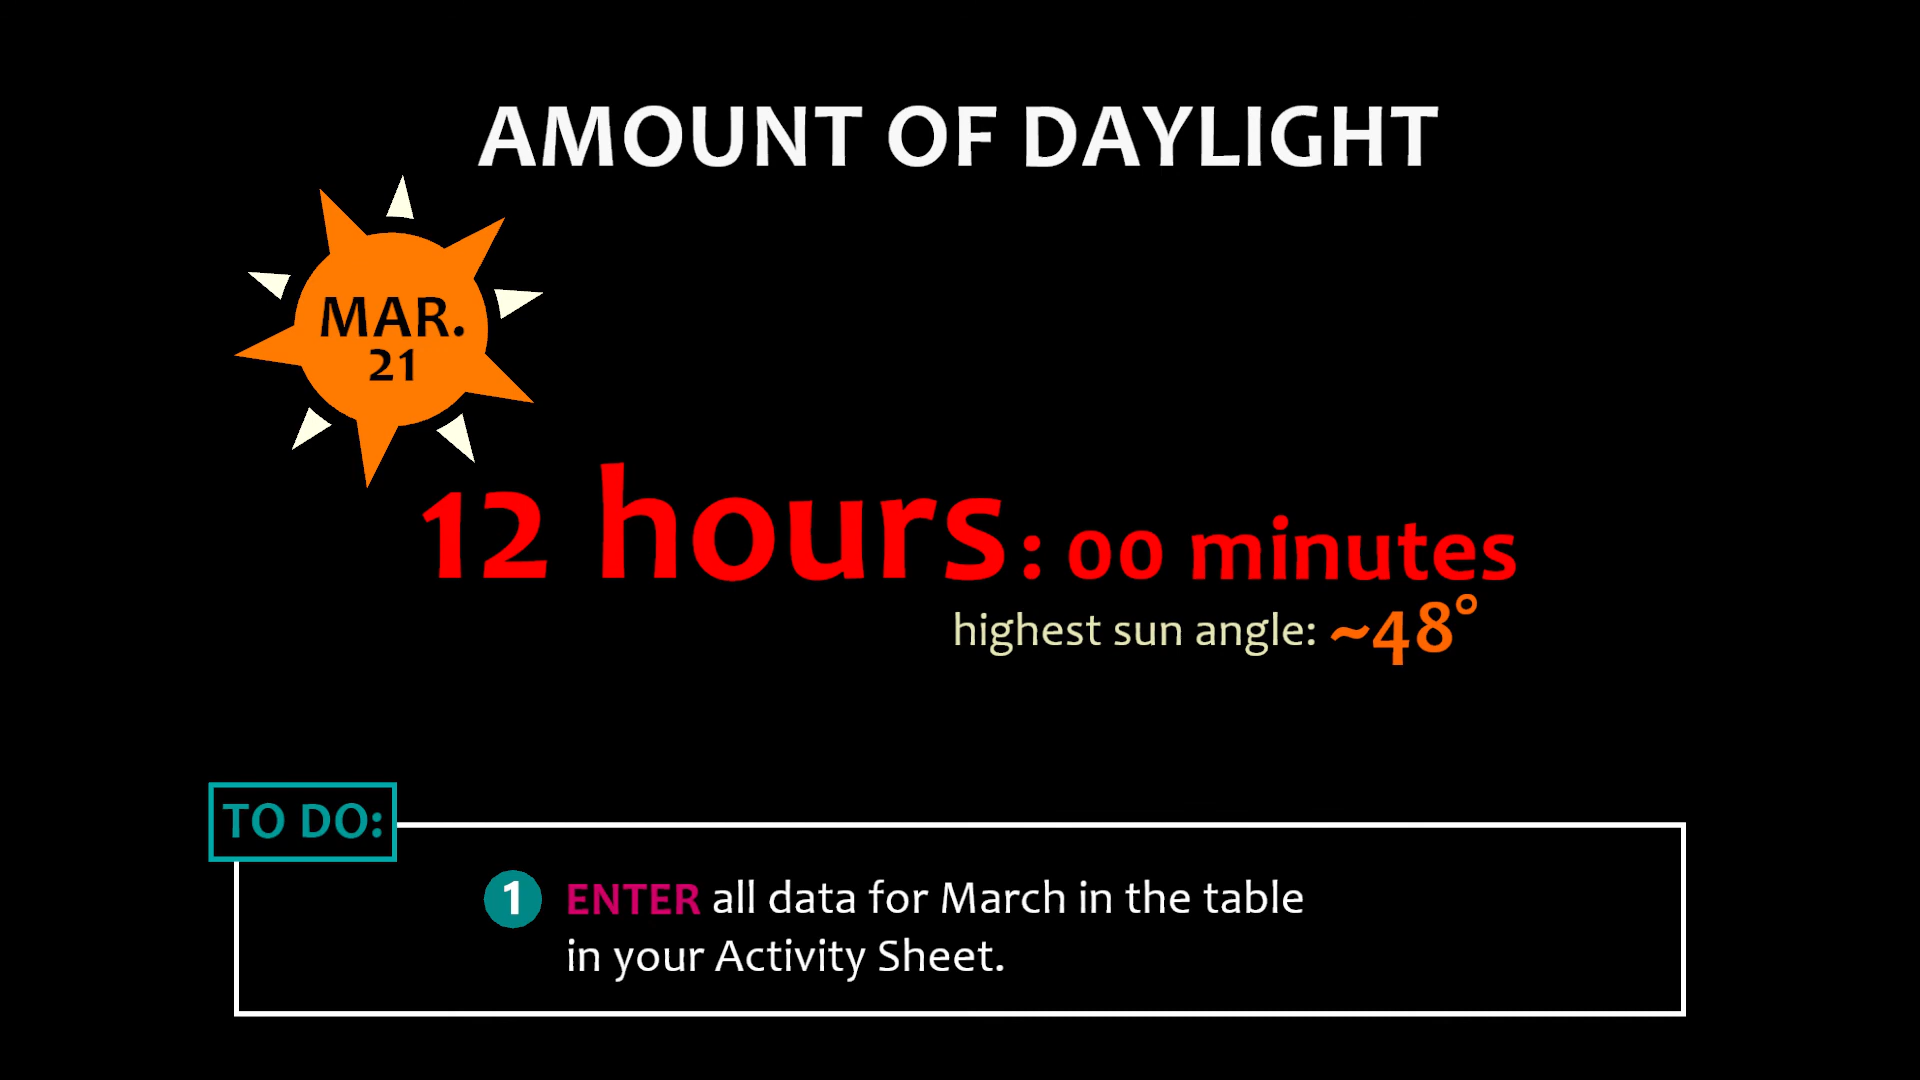 AMOUNT OF DAYLIGHT
MAR.
21
12 hours: 00 minutes
highest sun angle: ~48°
TO DO:
1 ENTER all data for March in the table
in your Activity Sheet.